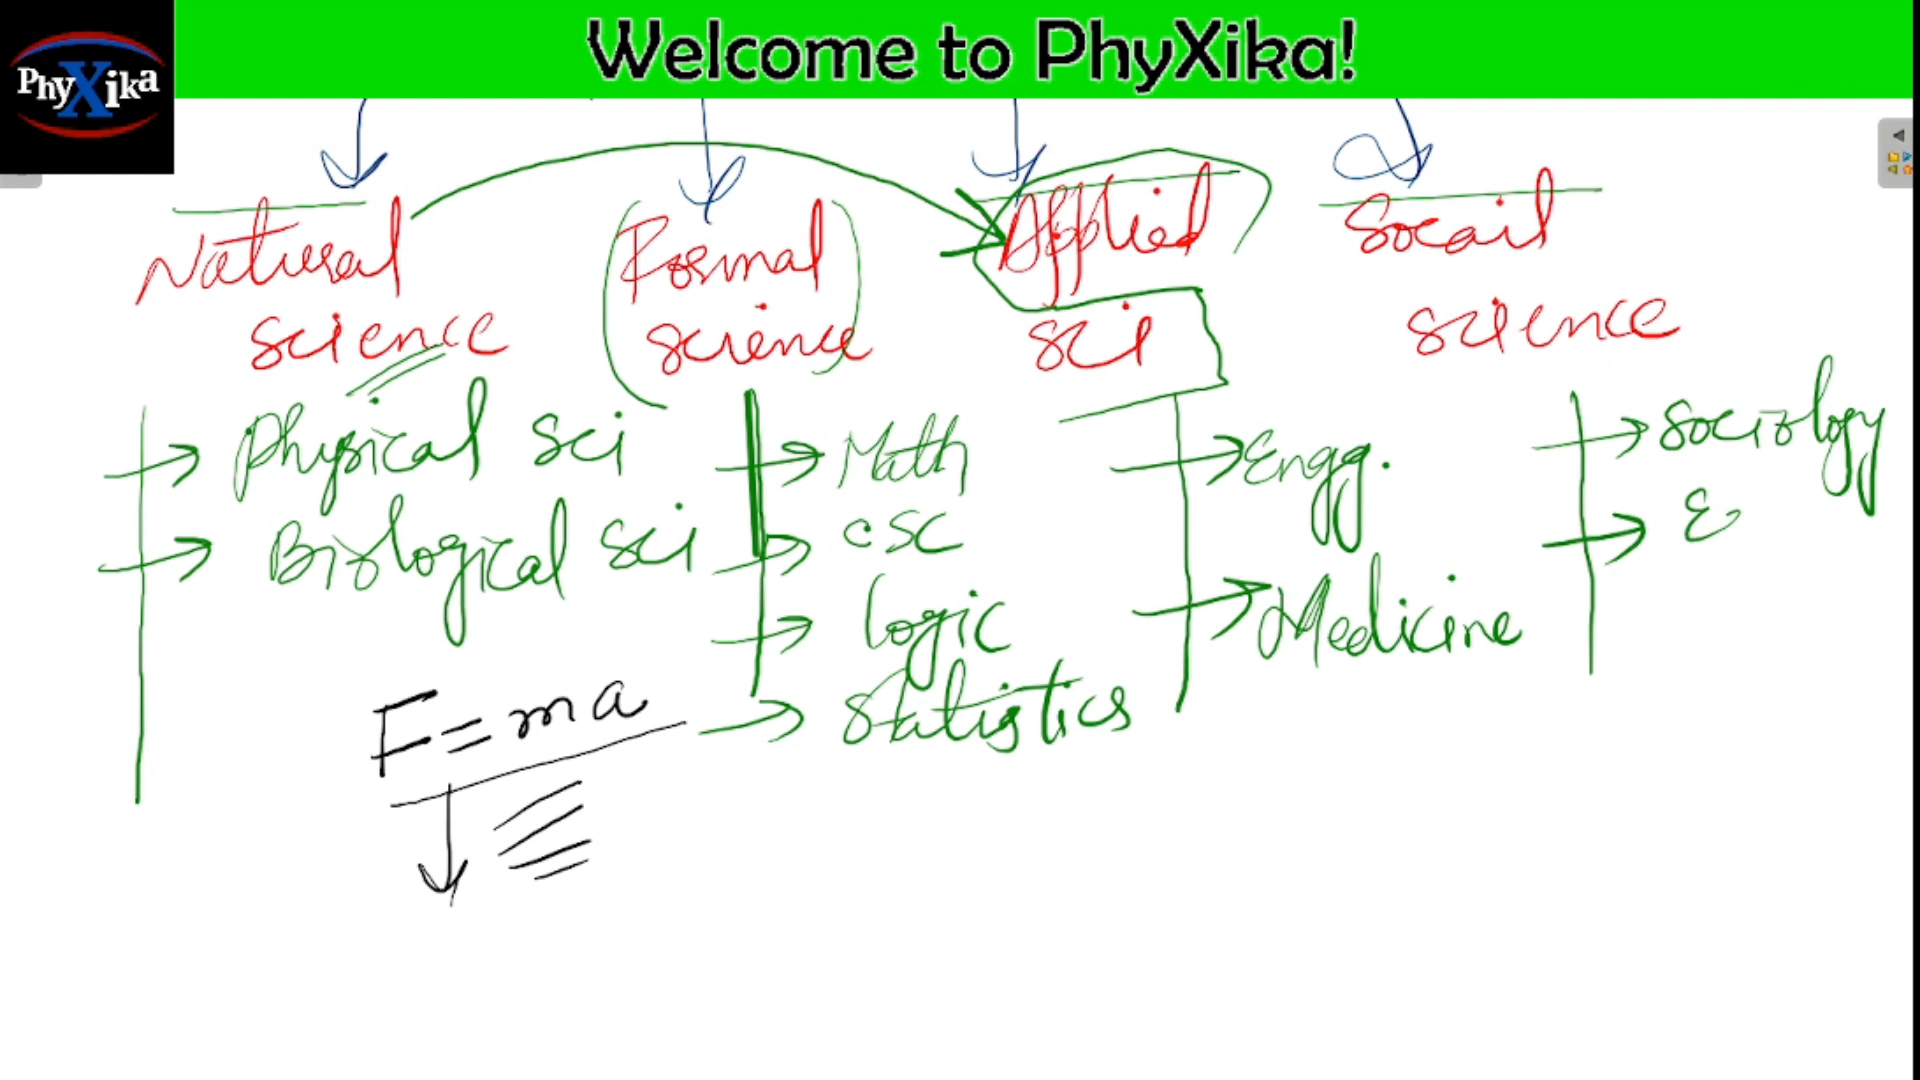 Welcome to PhyXika!
PhyXika
Natural science
Formal science
Applied sci
Socail science
Physical sci
Biological sci
Math
csc
Logic
Statistics
Engg.
Medicine
Sociology
E
F = ma